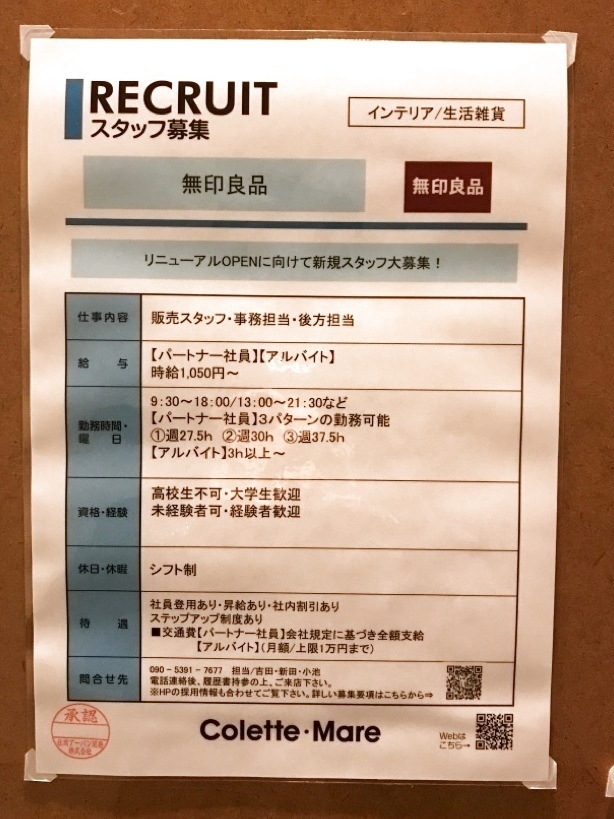 RECRUIT
スタッフ募集
インテリア/生活雑貨
無印良品
無印良品
リニューアルOPENに向けて新規スタッフ大募集！
仕事内容
販売スタッフ・事務担当・後方担当
給 与
【パートナー社員】【アルバイト】
時給1,050円～
勤務時間・
曜 日
9:30～18:00/13:00～21:30など
【パートナー社員】3パターンの勤務可能
①週27.5h ②週30h ③週37.5h
【アルバイト】3h以上～
資格・経験
高校生不可・大学生歓迎
未経験者可・経験者歓迎
休日・休暇
シフト制
待 遇
社員登用あり・昇給あり・社内割引あり
ステップアップ制度あり
■交通費【パートナー社員】会社規定に基づき全額支給
【アルバイト】(月額/上限1万円まで)
問合せ先
090-5391-7677 担当/吉田・新田・小池
電話連絡後、履歴書持参の上、ご来店下さい。
※HPの採用情報も合わせてご覧下さい。詳しい募集要項はこちらから⇒
承認
株式会社
Colette・Mare
Webは
こちら→